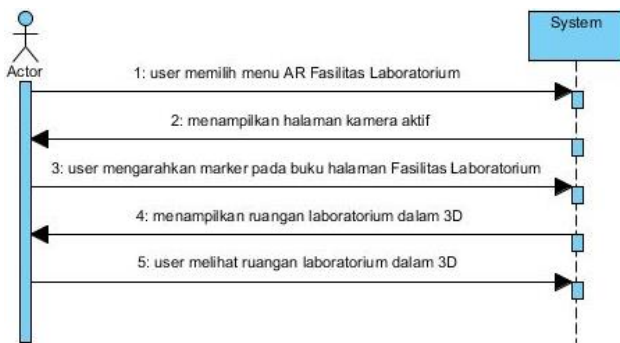 System
Actor
1: user memilih menu AR Fasilitas Laboratorium
2: menampilkan halaman kamera aktif
3: user mengarahkan marker pada buku halaman Fasilitas Laboratorium
4: menampilkan ruangan laboratorium dalam 3D
5: user melihat ruangan laboratorium dalam 3D